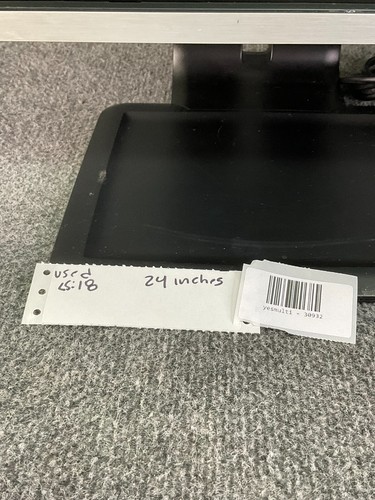 used 24 inches
LS:18
yesmulti - 30932